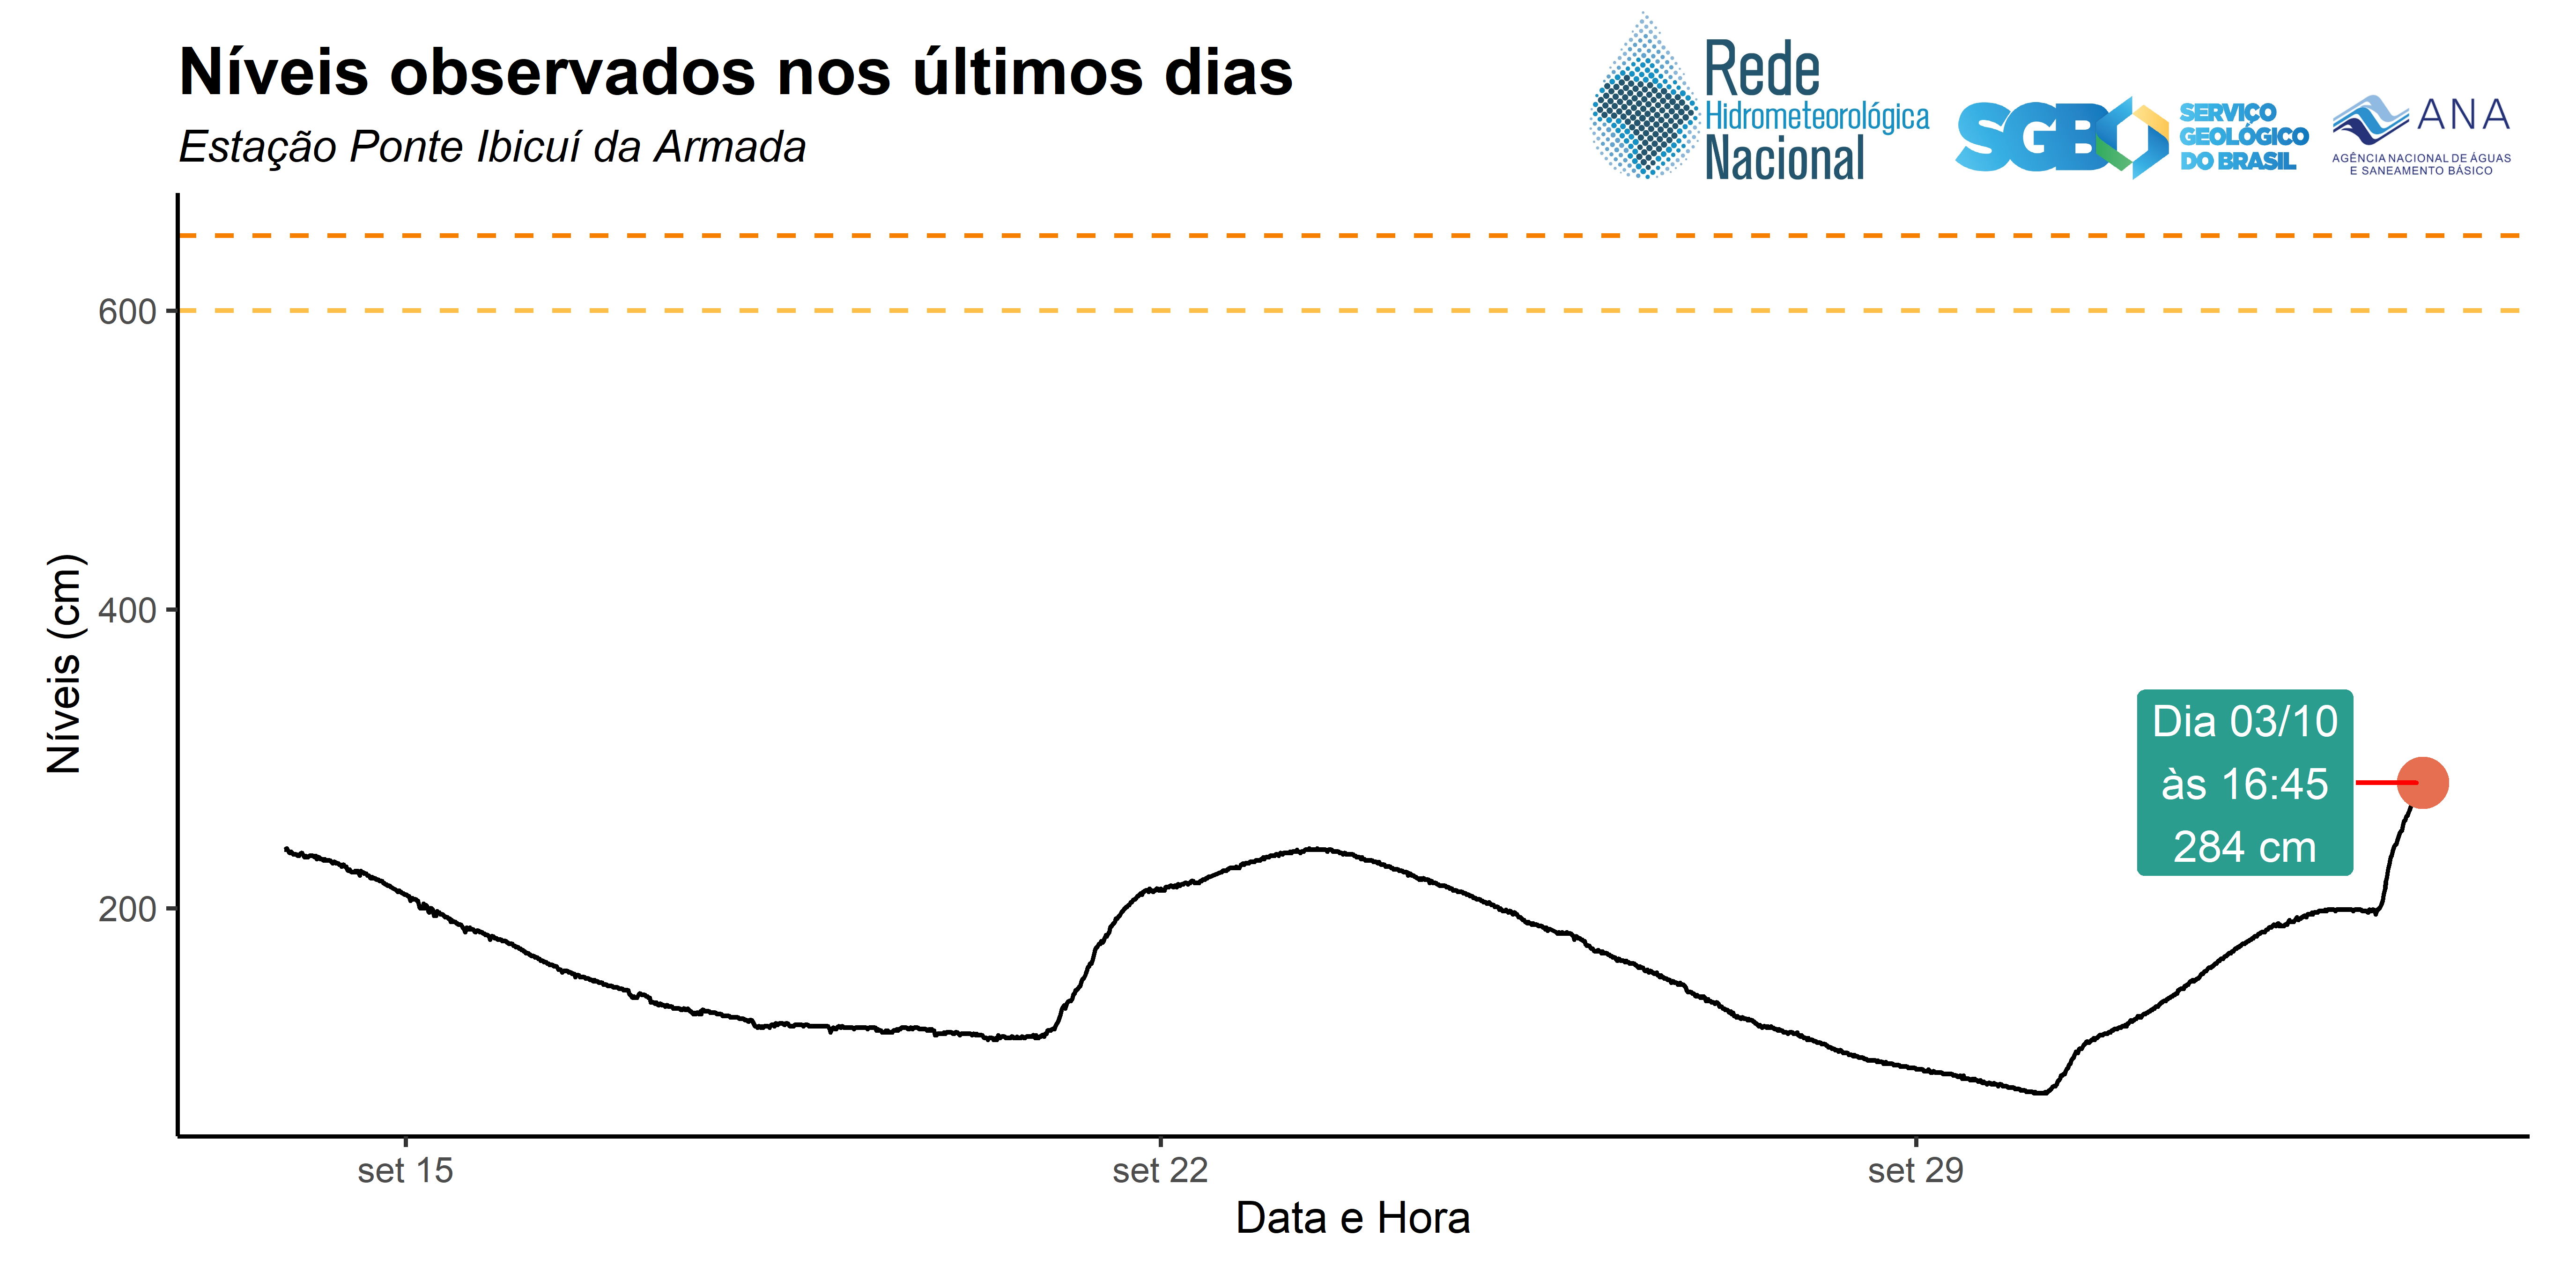 Níveis observados nos últimos dias
Estação Ponte Ibicuí da Armada
Rede
Hidrometeorológica
Nacional
SGB
SERVIÇO
GEOLÓGICO
DO BRASIL
ANA
AGÊNCIA NACIONAL DE ÁGUAS
E SANEAMENTO BÁSICO
Níveis (cm)
600
400
200
Dia 03/10
às 16:45
284 cm
set 15
set 22
set 29
Data e Hora